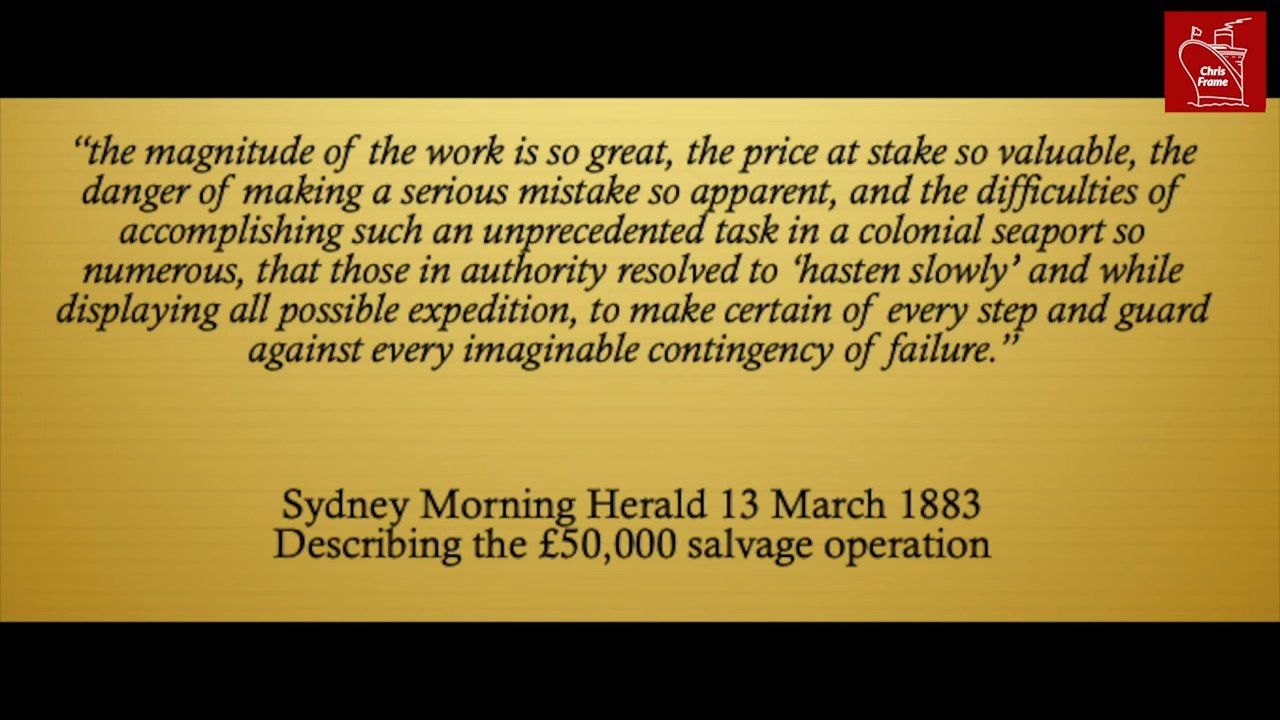 Chris
Frame
“the magnitude of the work is so great, the price at stake so valuable, the
danger of making a serious mistake so apparent, and the difficulties of
accomplishing such an unprecedented task in a colonial seaport so
numerous, that those in authority resolved to ‘hasten slowly’ and while
displaying all possible expedition, to make certain of every step and guard
against every imaginable contingency of failure.”
Sydney Morning Herald 13 March 1883
Describing the £50,000 salvage operation